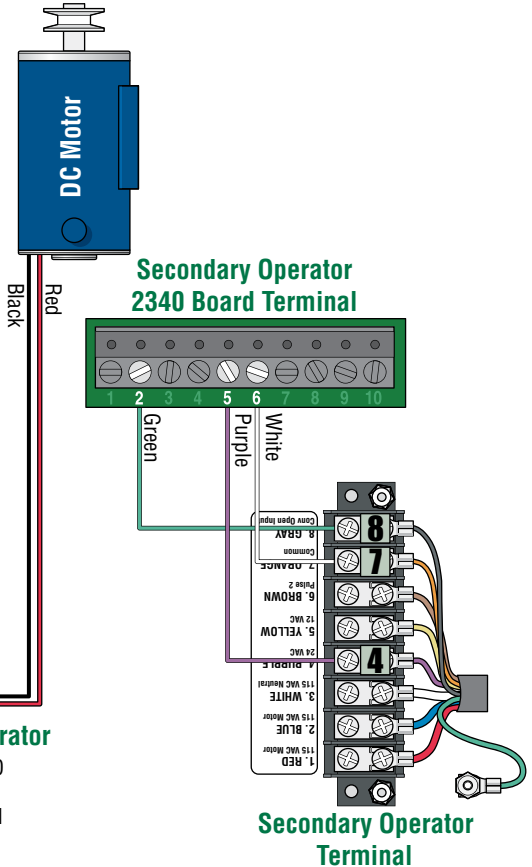 DC Motor
Black
Red
Secondary Operator
2340 Board Terminal
1 2 3 4 5 6 7 8 9 10
Green
Purple
White
8
7
4
8. GRAY
Conv Open Inpu
7. ORANGE
Common
6. BROWN
Pulse 2
5. YELLOW
12 VAC
4. PURPLE
24 VAC
3. WHITE
115 VAC Neutral
2. BLUE
115 VAC Motor
1. RED
115 VAC Motor
rator
Secondary Operator
Terminal